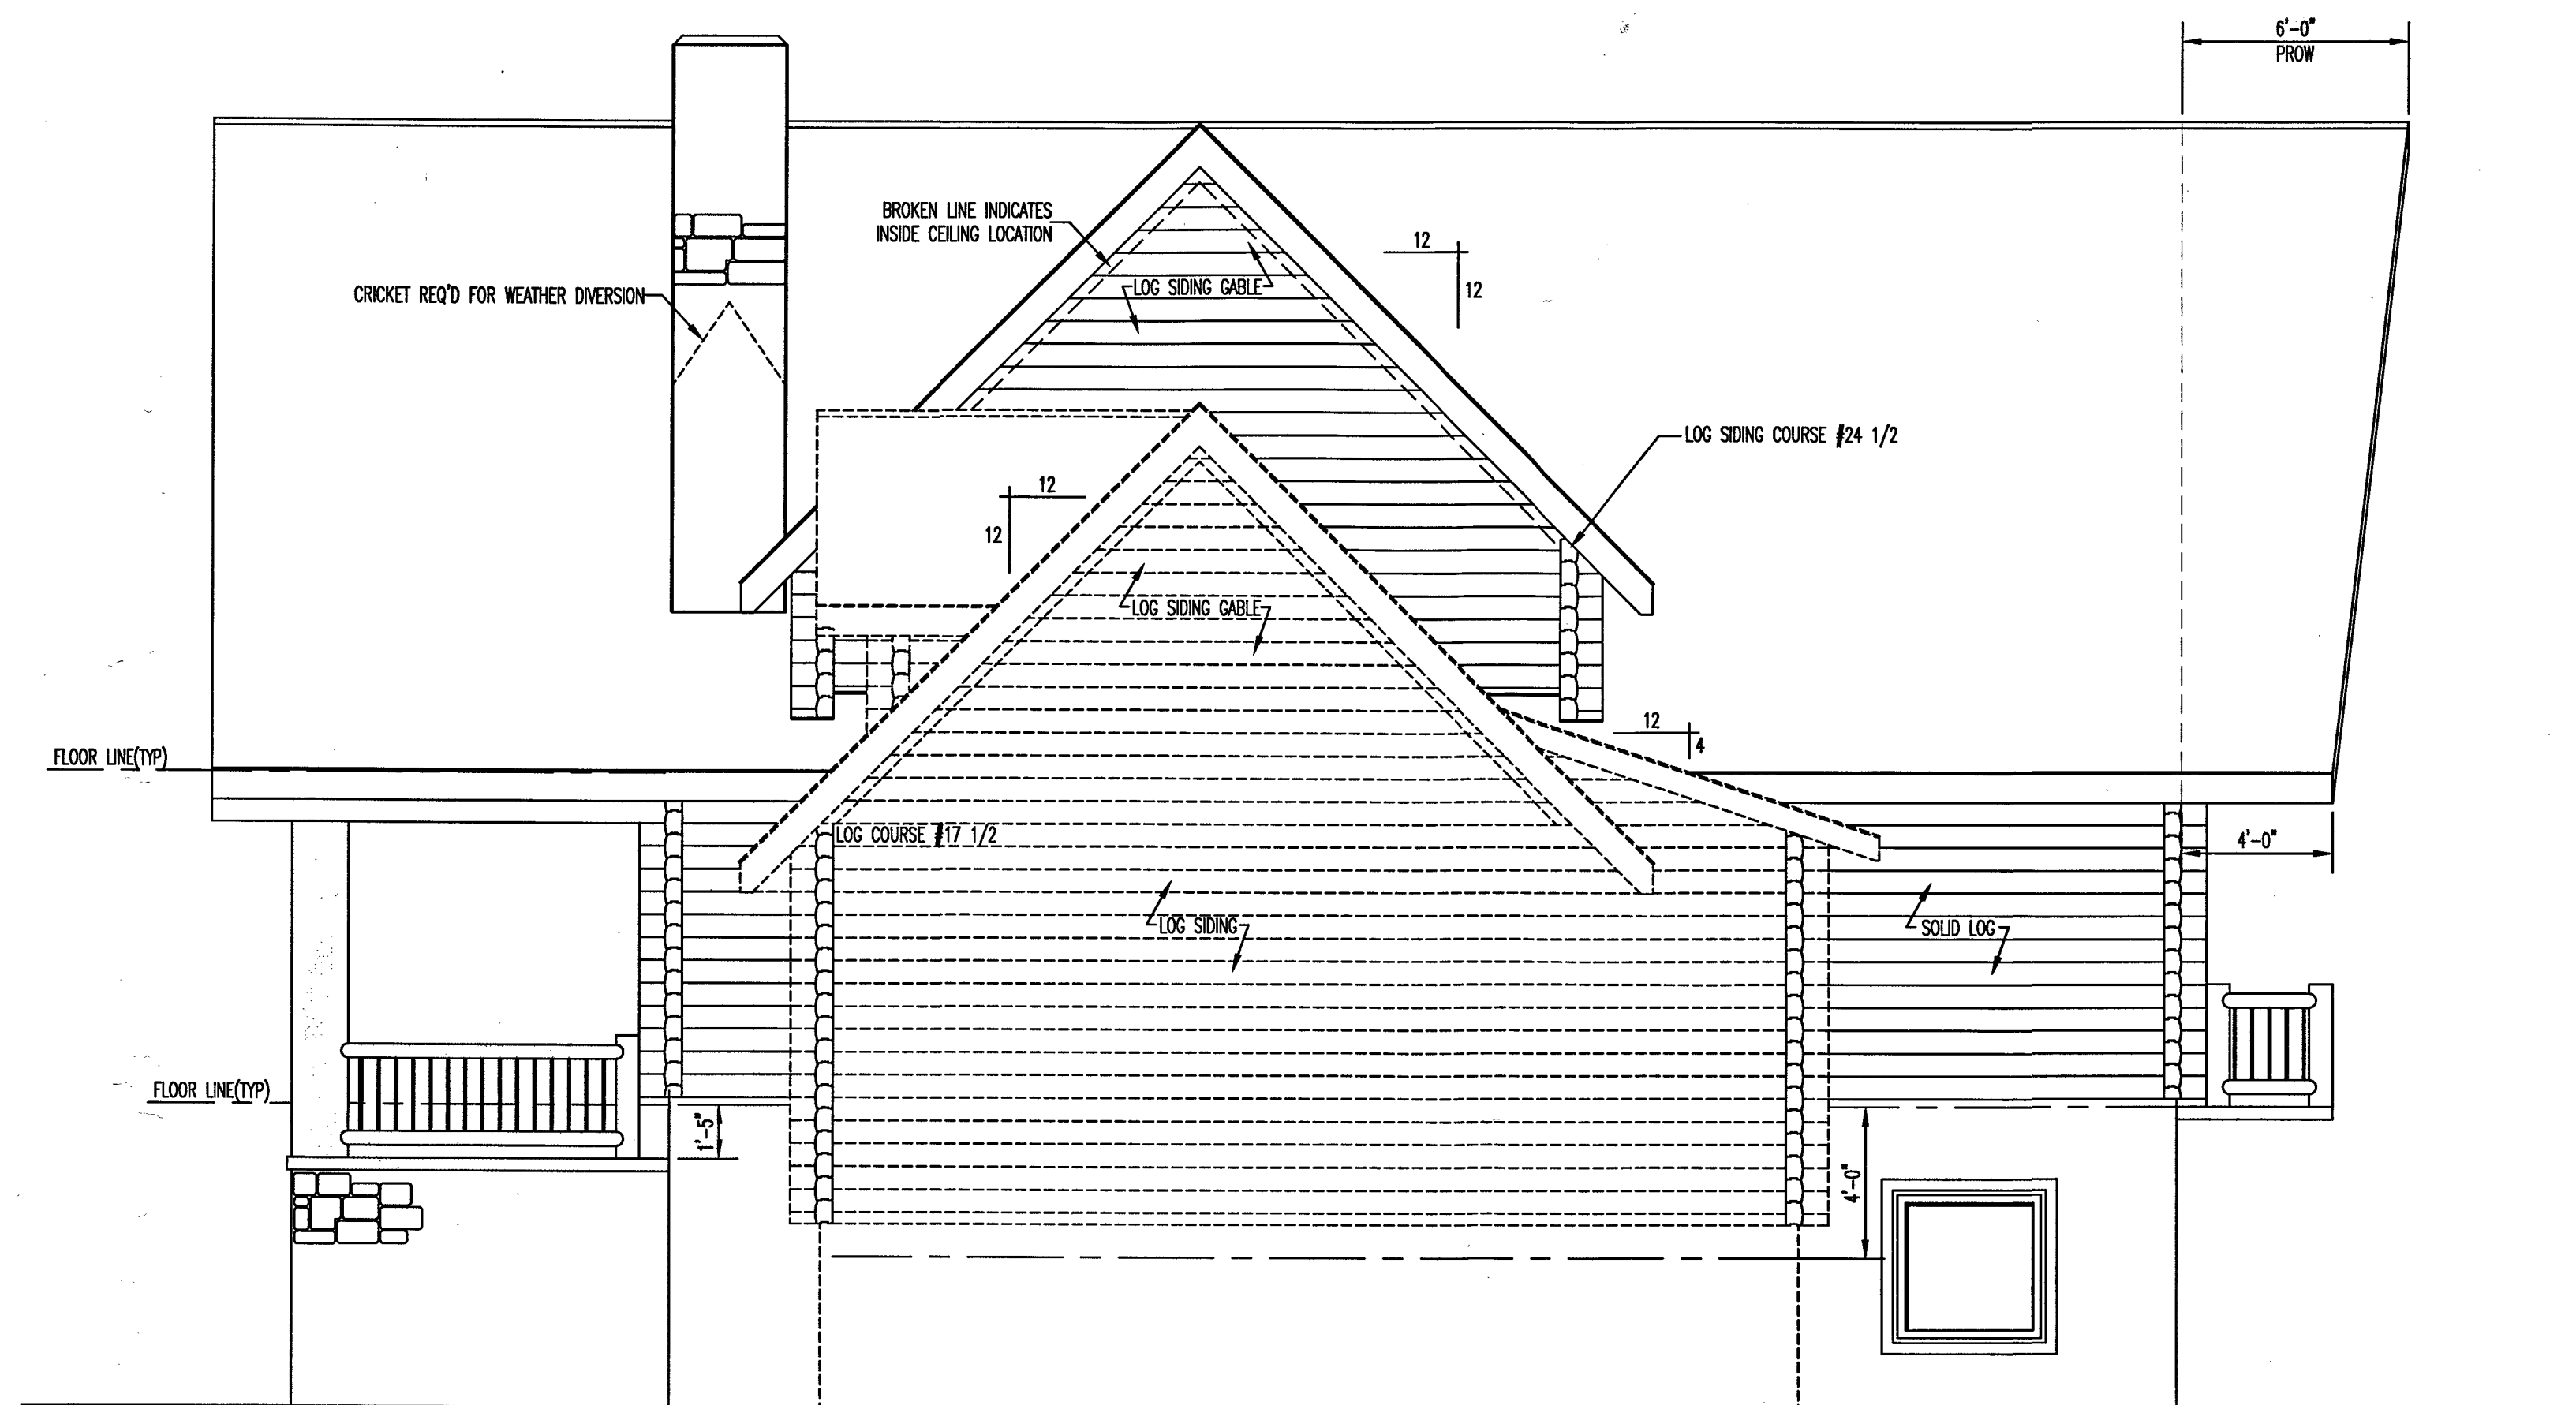 6'-0"
PROW
BROKEN LINE INDICATES
INSIDE CEILING LOCATION
12
12
LOG SIDING GABLE
CRICKET REQ'D FOR WEATHER DIVERSION
LOG SIDING COURSE #24 1/2
12
12
LOG SIDING GABLE
12
4
FLOOR LINE(TYP)
LOG COURSE #17 1/2
4'-0"
LOG SIDING
SOLID LOG
FLOOR LINE(TYP)
1'-5"
4'-0"